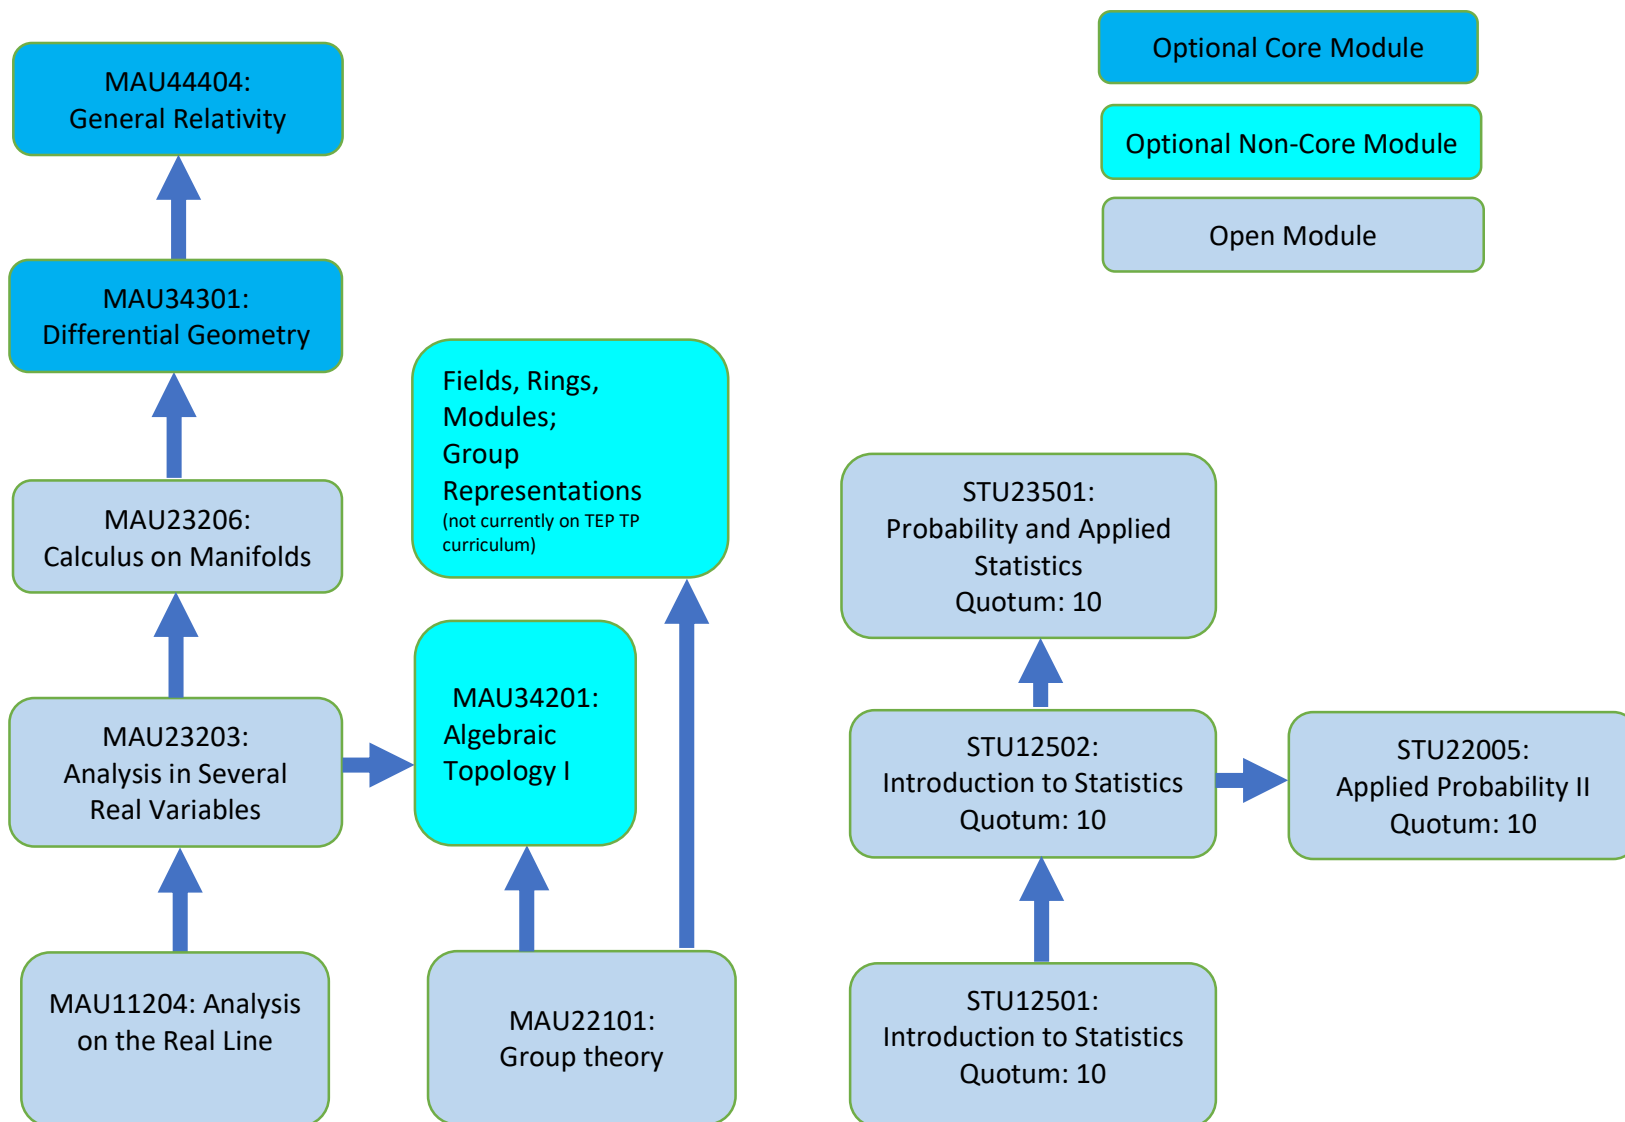 MAU44404:
General Relativity
Optional Core Module
Optional Non-Core Module
Open Module
MAU34301:
Differential Geometry
Fields, Rings,
Modules;
Group
Representations
(not currently on TEP TP
curriculum)
MAU23206:
Calculus on Manifolds
STU23501:
Probability and Applied
Statistics
Quotum: 10
MAU23203:
Analysis in Several
Real Variables
MAU34201:
Algebraic
Topology I
STU12502:
Introduction to Statistics
Quotum: 10
STU22005:
Applied Probability II
Quotum: 10
MAU11204: Analysis
on the Real Line
MAU22101:
Group theory
STU12501:
Introduction to Statistics
Quotum: 10